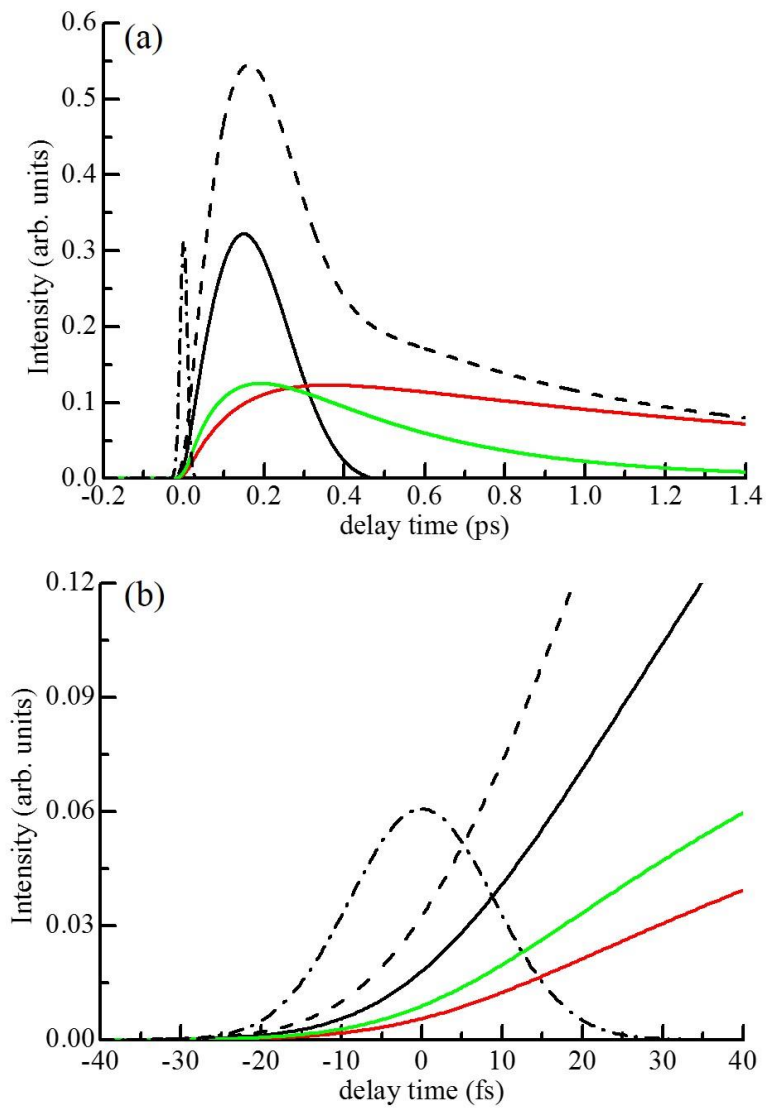 (a)
Intensity (arb. units)
0.6
0.5
0.4
0.3
0.2
0.1
0.0
-0.2 0.0 0.2 0.4 0.6 0.8 1.0 1.2 1.4
delay time (ps)
(b)
Intensity (arb. units)
0.12
0.09
0.06
0.03
0.00
-40 -30 -20 -10 0 10 20 30 40
delay time (fs)